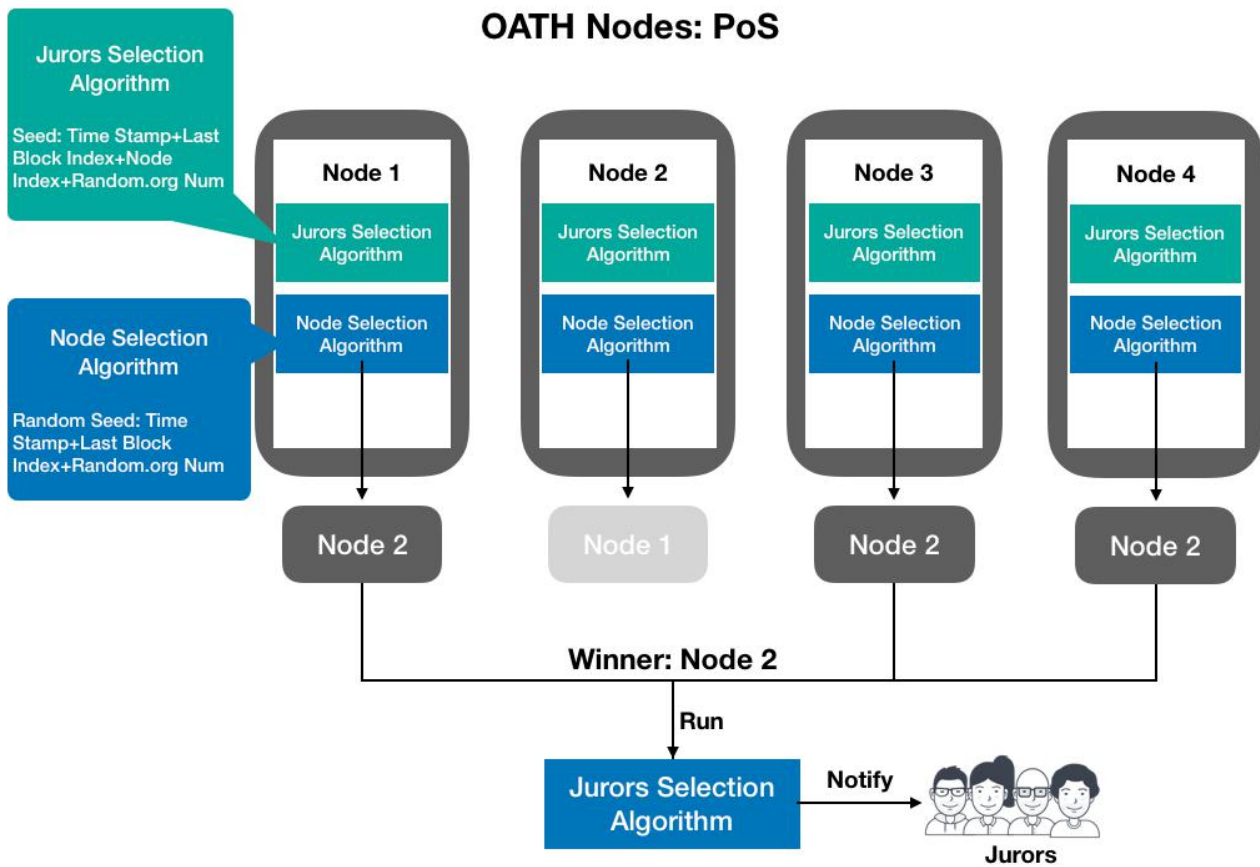 OATH Nodes: PoS
Jurors Selection
Algorithm
Seed: Time Stamp+Last
Block Index+Node
Index+Random.org Num
Node Selection
Algorithm
Random Seed: Time
Stamp+Last Block
Index+Random.org Num
Node 1
Jurors Selection
Algorithm
Node Selection
Algorithm
Node 2
Jurors Selection
Algorithm
Node Selection
Algorithm
Node 3
Jurors Selection
Algorithm
Node Selection
Algorithm
Node 4
Jurors Selection
Algorithm
Node Selection
Algorithm
Node 2
Node 1
Node 2
Node 2
Winner: Node 2
Run
Jurors Selection
Algorithm
Notify
Jurors